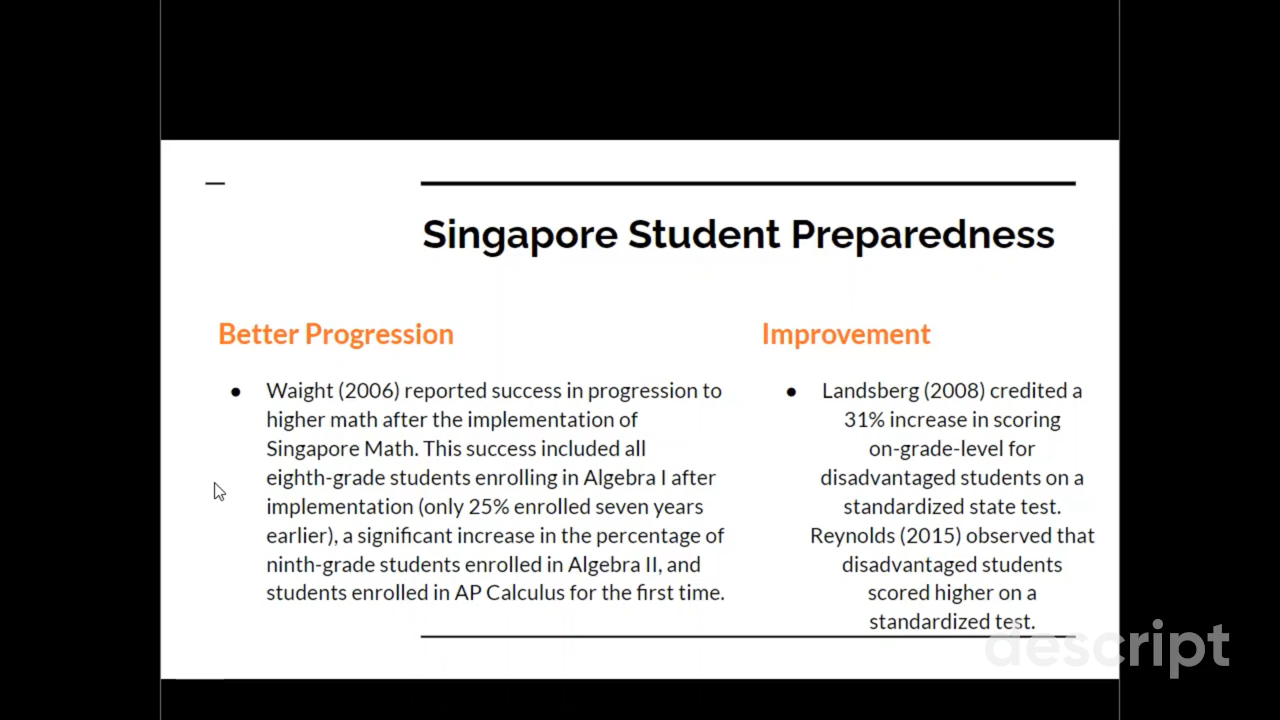 Singapore Student Preparedness
Better Progression
● Waight (2006) reported success in progression to
higher math after the implementation of
Singapore Math. This success included all
eighth-grade students enrolling in Algebra I after
implementation (only 25% enrolled seven years
earlier), a significant increase in the percentage of
ninth-grade students enrolled in Algebra II, and
students enrolled in AP Calculus for the first time.
Improvement
● Landsberg (2008) credited a
31% increase in scoring
on-grade-level for
disadvantaged students on a
standardized state test.
Reynolds (2015) observed that
disadvantaged students
scored higher on a
standardized test.
descript